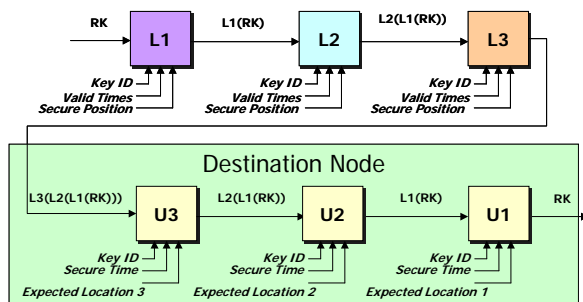 RK
L1
L1(RK)
L2
L2(L1(RK))
L3
Key ID
Valid Times
Secure Position
Key ID
Valid Times
Secure Position
Key ID
Valid Times
Secure Position
Destination Node
L3(L2(L1(RK)))
U3
L2(L1(RK))
U2
L1(RK)
U1
RK
Key ID
Secure Time
Expected Location 3
Key ID
Secure Time
Expected Location 2
Key ID
Secure Time
Expected Location 1